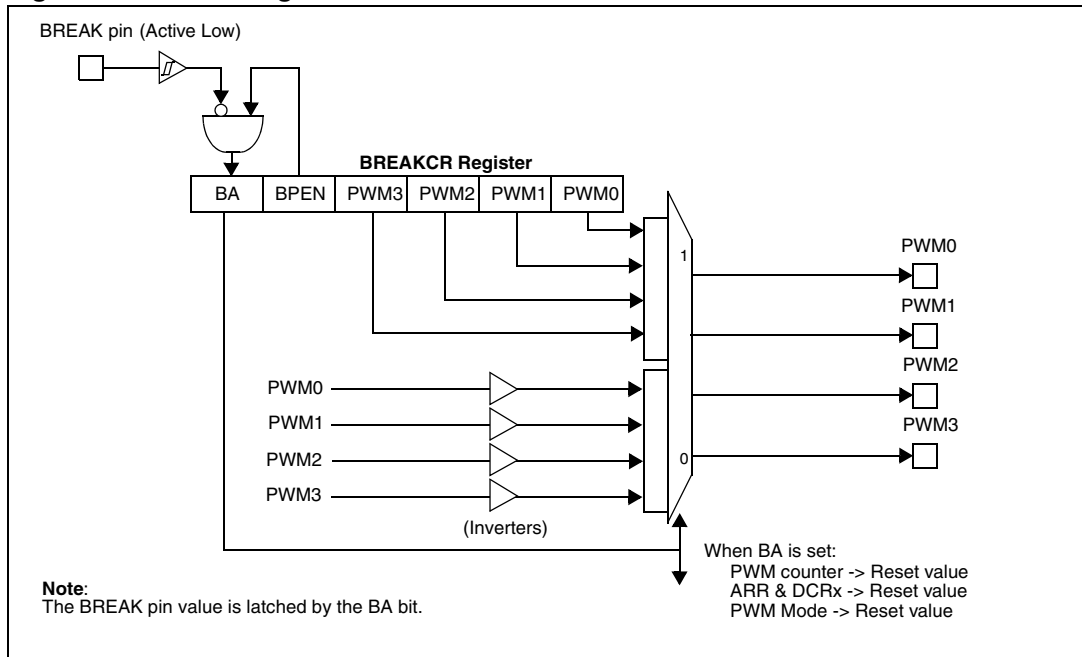 BREAK pin (Active Low)
BREAKCR Register
BA BPEN PWM3 PWM2 PWM1 PWM0
1
PWM0
PWM1
PWM2
PWM3
PWM0
PWM1
PWM2
PWM3
0
(Inverters)
When BA is set:
PWM counter -> Reset value
ARR & DCRx -> Reset value
PWM Mode -> Reset value
Note:
The BREAK pin value is latched by the BA bit.